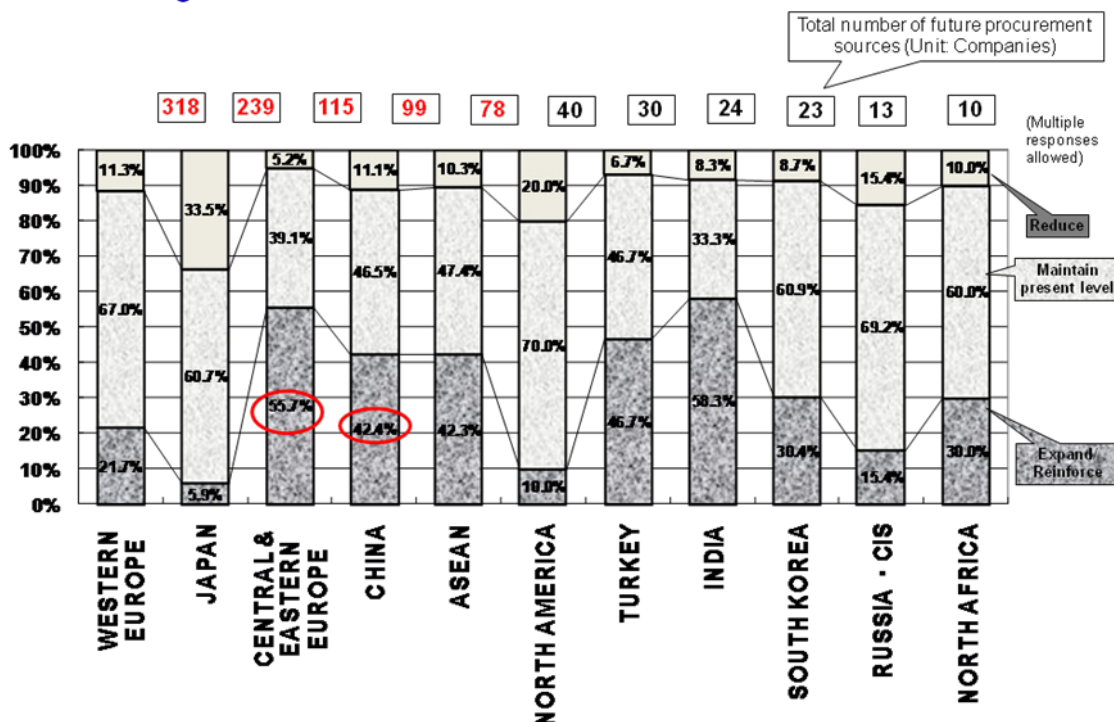 Total number of future procurement
sources (Unit: Companies)
318 239 115 99 78 40 30 24 23 13 10
(Multiple
responses
allowed)
100%
90%
80%
70%
60%
50%
40%
30%
20%
10%
0%
11.3% 33.5% 5.2% 11.1% 10.3% 20.0% 6.7% 8.3% 8.7% 15.4% 10.0%
67.0% 60.7% 39.1% 46.5% 47.4% 70.0% 46.7% 33.3% 60.9% 69.2% 60.0%
21.7% 5.9% 55.7% 42.4% 42.3% 10.0% 46.7% 58.3% 30.4% 15.4% 30.0%
Reduce
Maintain
present level
Expand
Reinforce
WESTERN
EUROPE
JAPAN
CENTRAL &
EASTERN
EUROPE
CHINA
ASEAN
NORTH AMERICA
TURKEY
INDIA
SOUTH KOREA
RUSSIA・CIS
NORTH AFRICA